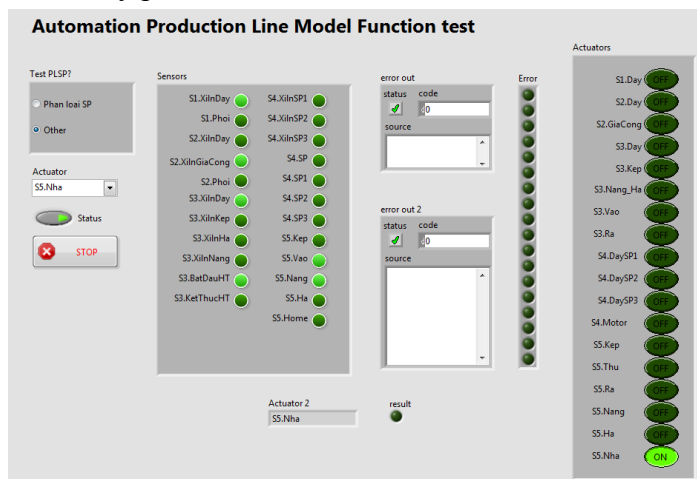 Automation Production Line Model Function test
Test PLSP?
Phan loai SP
Other
Actuator
S5.Nha
Status
STOP
Sensors
S1.XilnDay
S1.Phoi
S2.XilnDay
S2.XilnGiaCong
S2.Phoi
S3.XilnDay
S3.XilnKep
S3.XilnHa
S3.XilnNang
S3.BatDauHT
S3.KetThucHT
S4.XilnSP1
S4.XilnSP2
S4.XilnSP3
S4.SP
S4.SP1
S4.SP2
S4.SP3
S5.Kep
S5.Vao
S5.Nang
S5.Ha
S5.Home
error out
status code
0
source
error out 2
status code
0
source
Error
Actuator 2
S5.Nha
result
Actuators
S1.Day OFF
S2.Day OFF
S2.GiaCong OFF
S3.Day OFF
S3.Kep OFF
S3.Nang_Ha OFF
S3.Vao OFF
S3.Ra OFF
S4.DaySP1 OFF
S4.DaySP2 OFF
S4.DaySP3 OFF
S4.Motor OFF
S5.Kep OFF
S5.Thu OFF
S5.Ra OFF
S5.Nang OFF
S5.Ha OFF
S5.Nha ON